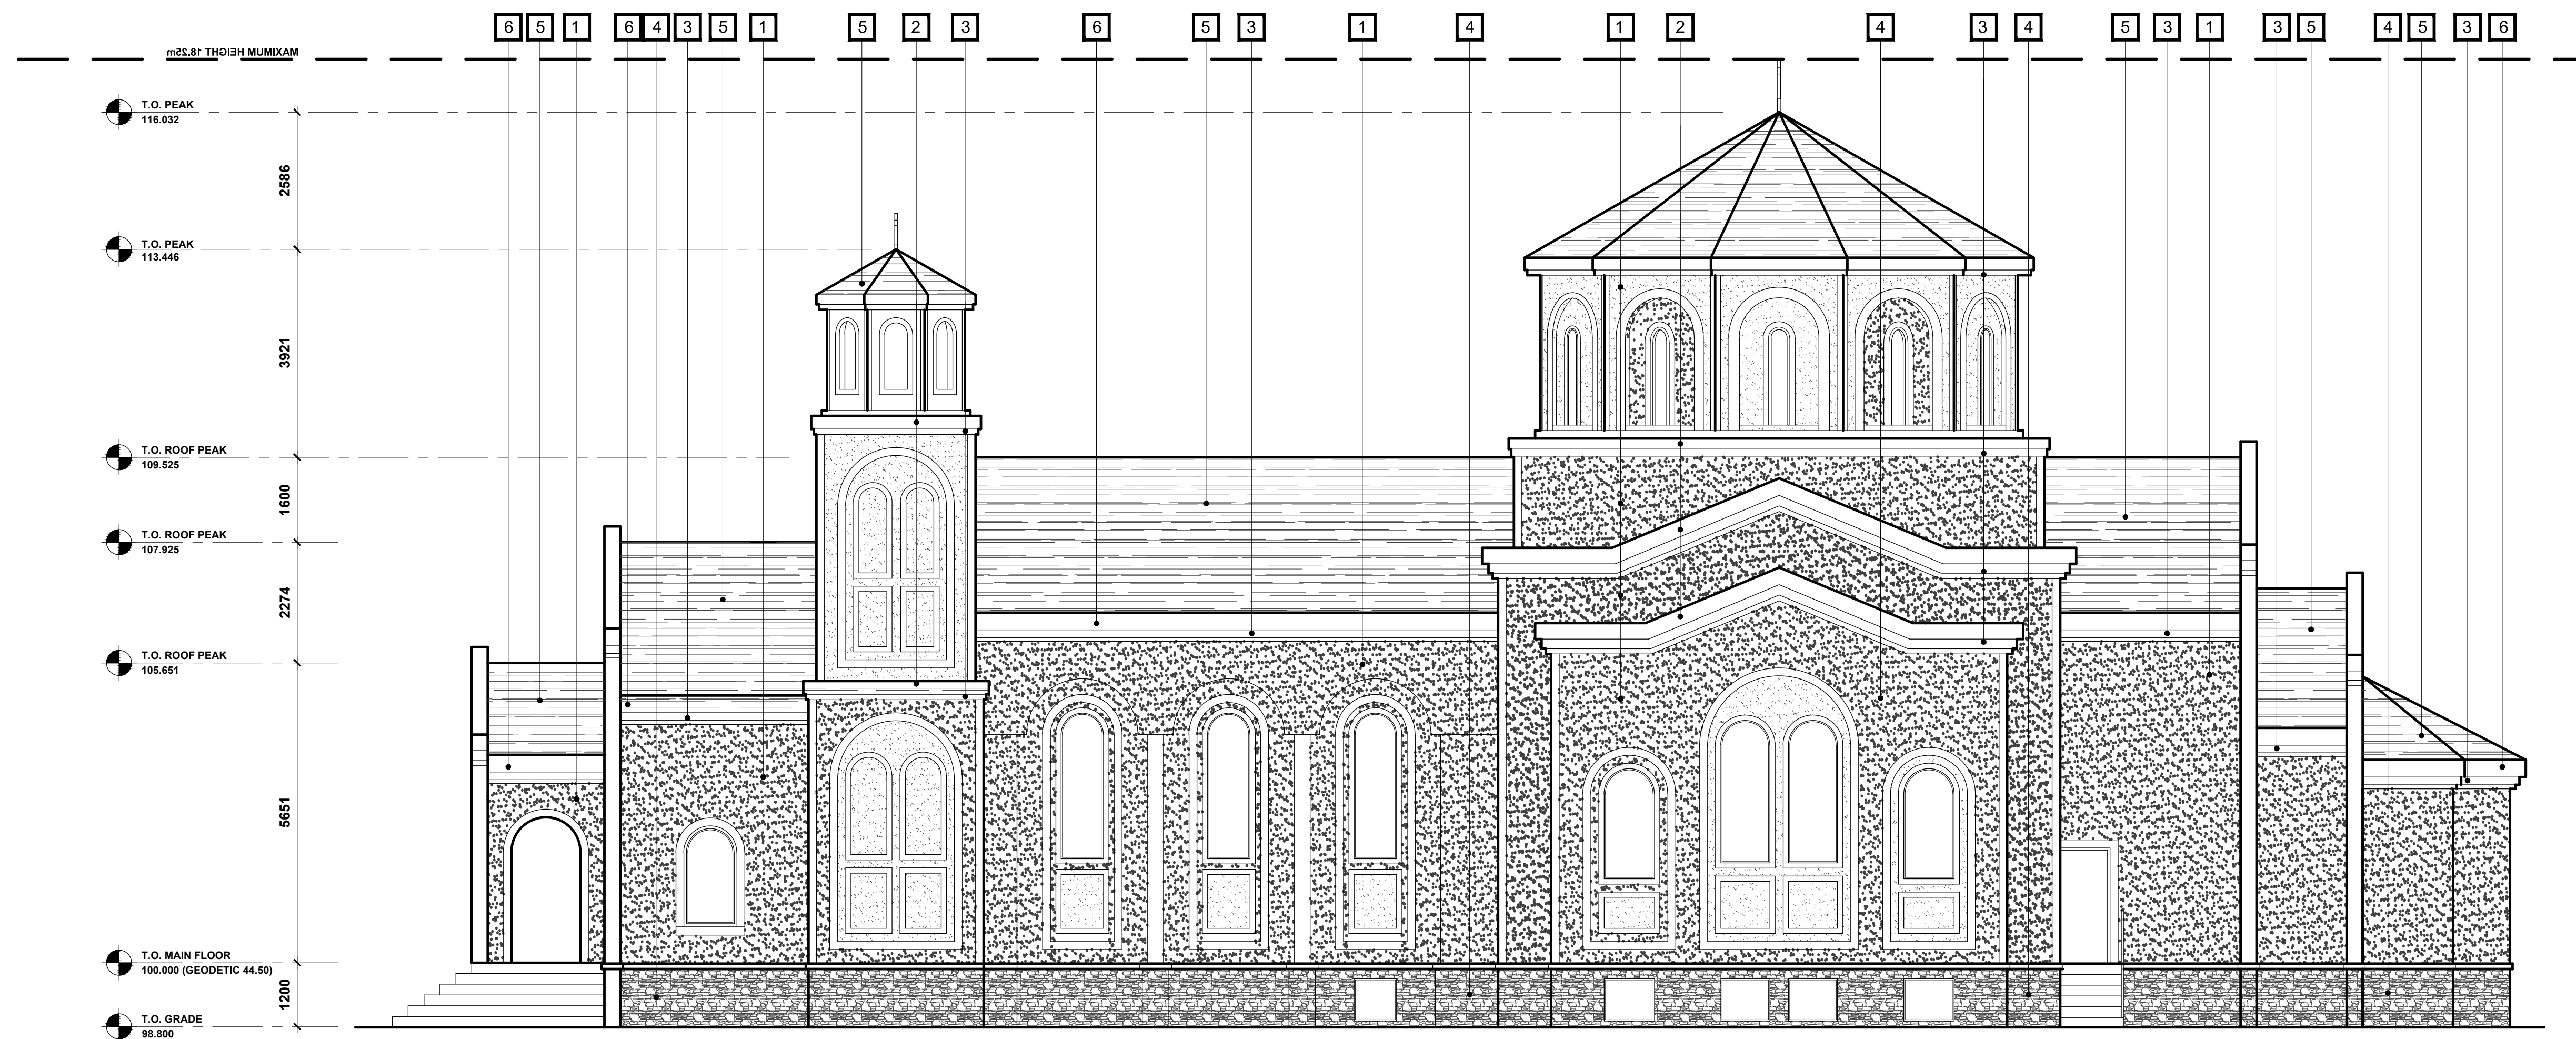 6 5 1 6 4 3 5 1 5 2 3 6 5 3 1 4 1 2 4 3 4 5 3 1 3 5 4 5 3 6
MAXIMUM HEIGHT 18.25m
T.O. PEAK
116.032
2586
T.O. PEAK
113.446
3921
T.O. ROOF PEAK
109.525
1600
T.O. ROOF PEAK
107.925
2274
T.O. ROOF PEAK
105.651
5651
T.O. MAIN FLOOR
100.000 (GEODETIC 44.50)
1200
T.O. GRADE
98.800